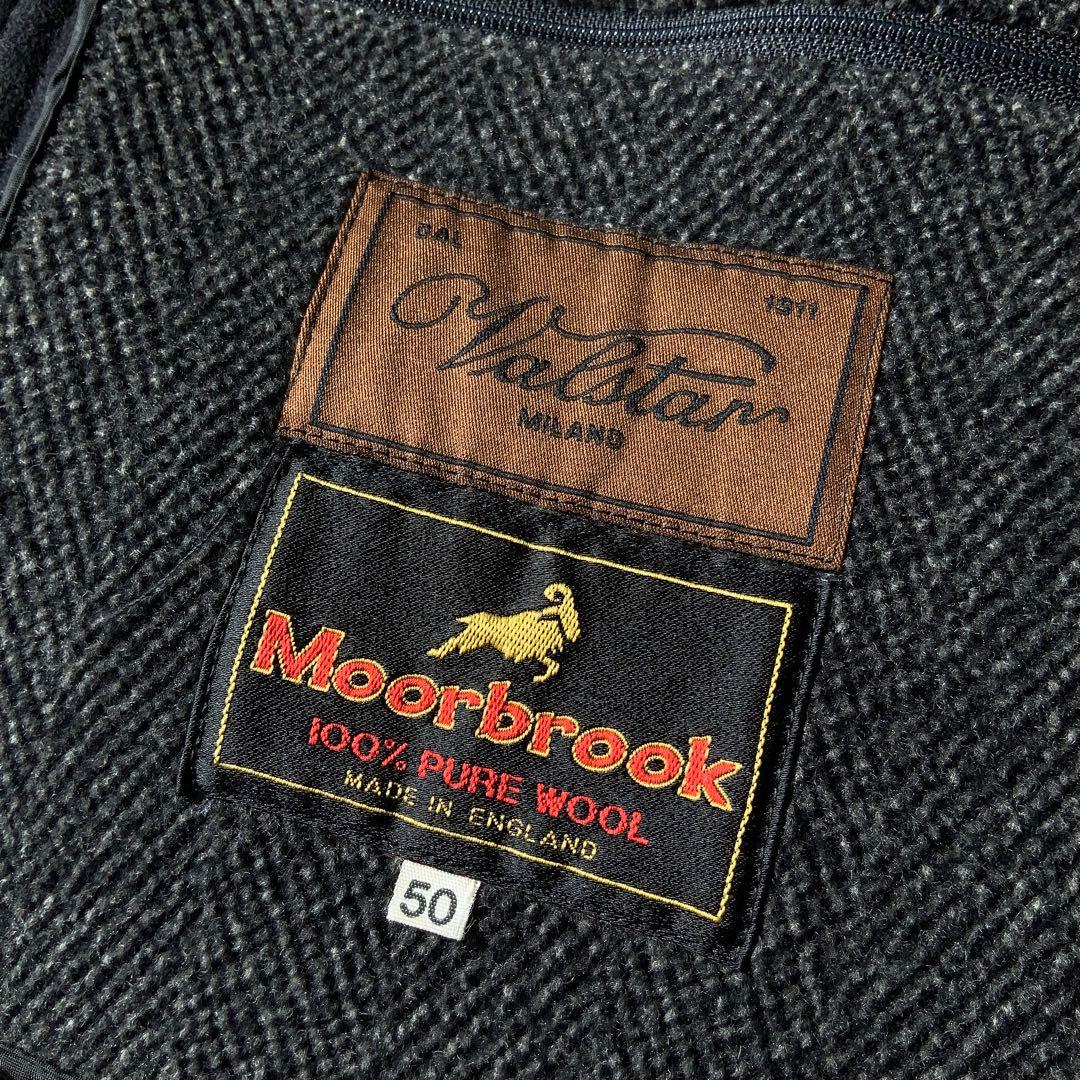 DAL 1911
Valstar
MILANO
Moorbrook
100% PURE WOOL
MADE IN ENGLAND
50